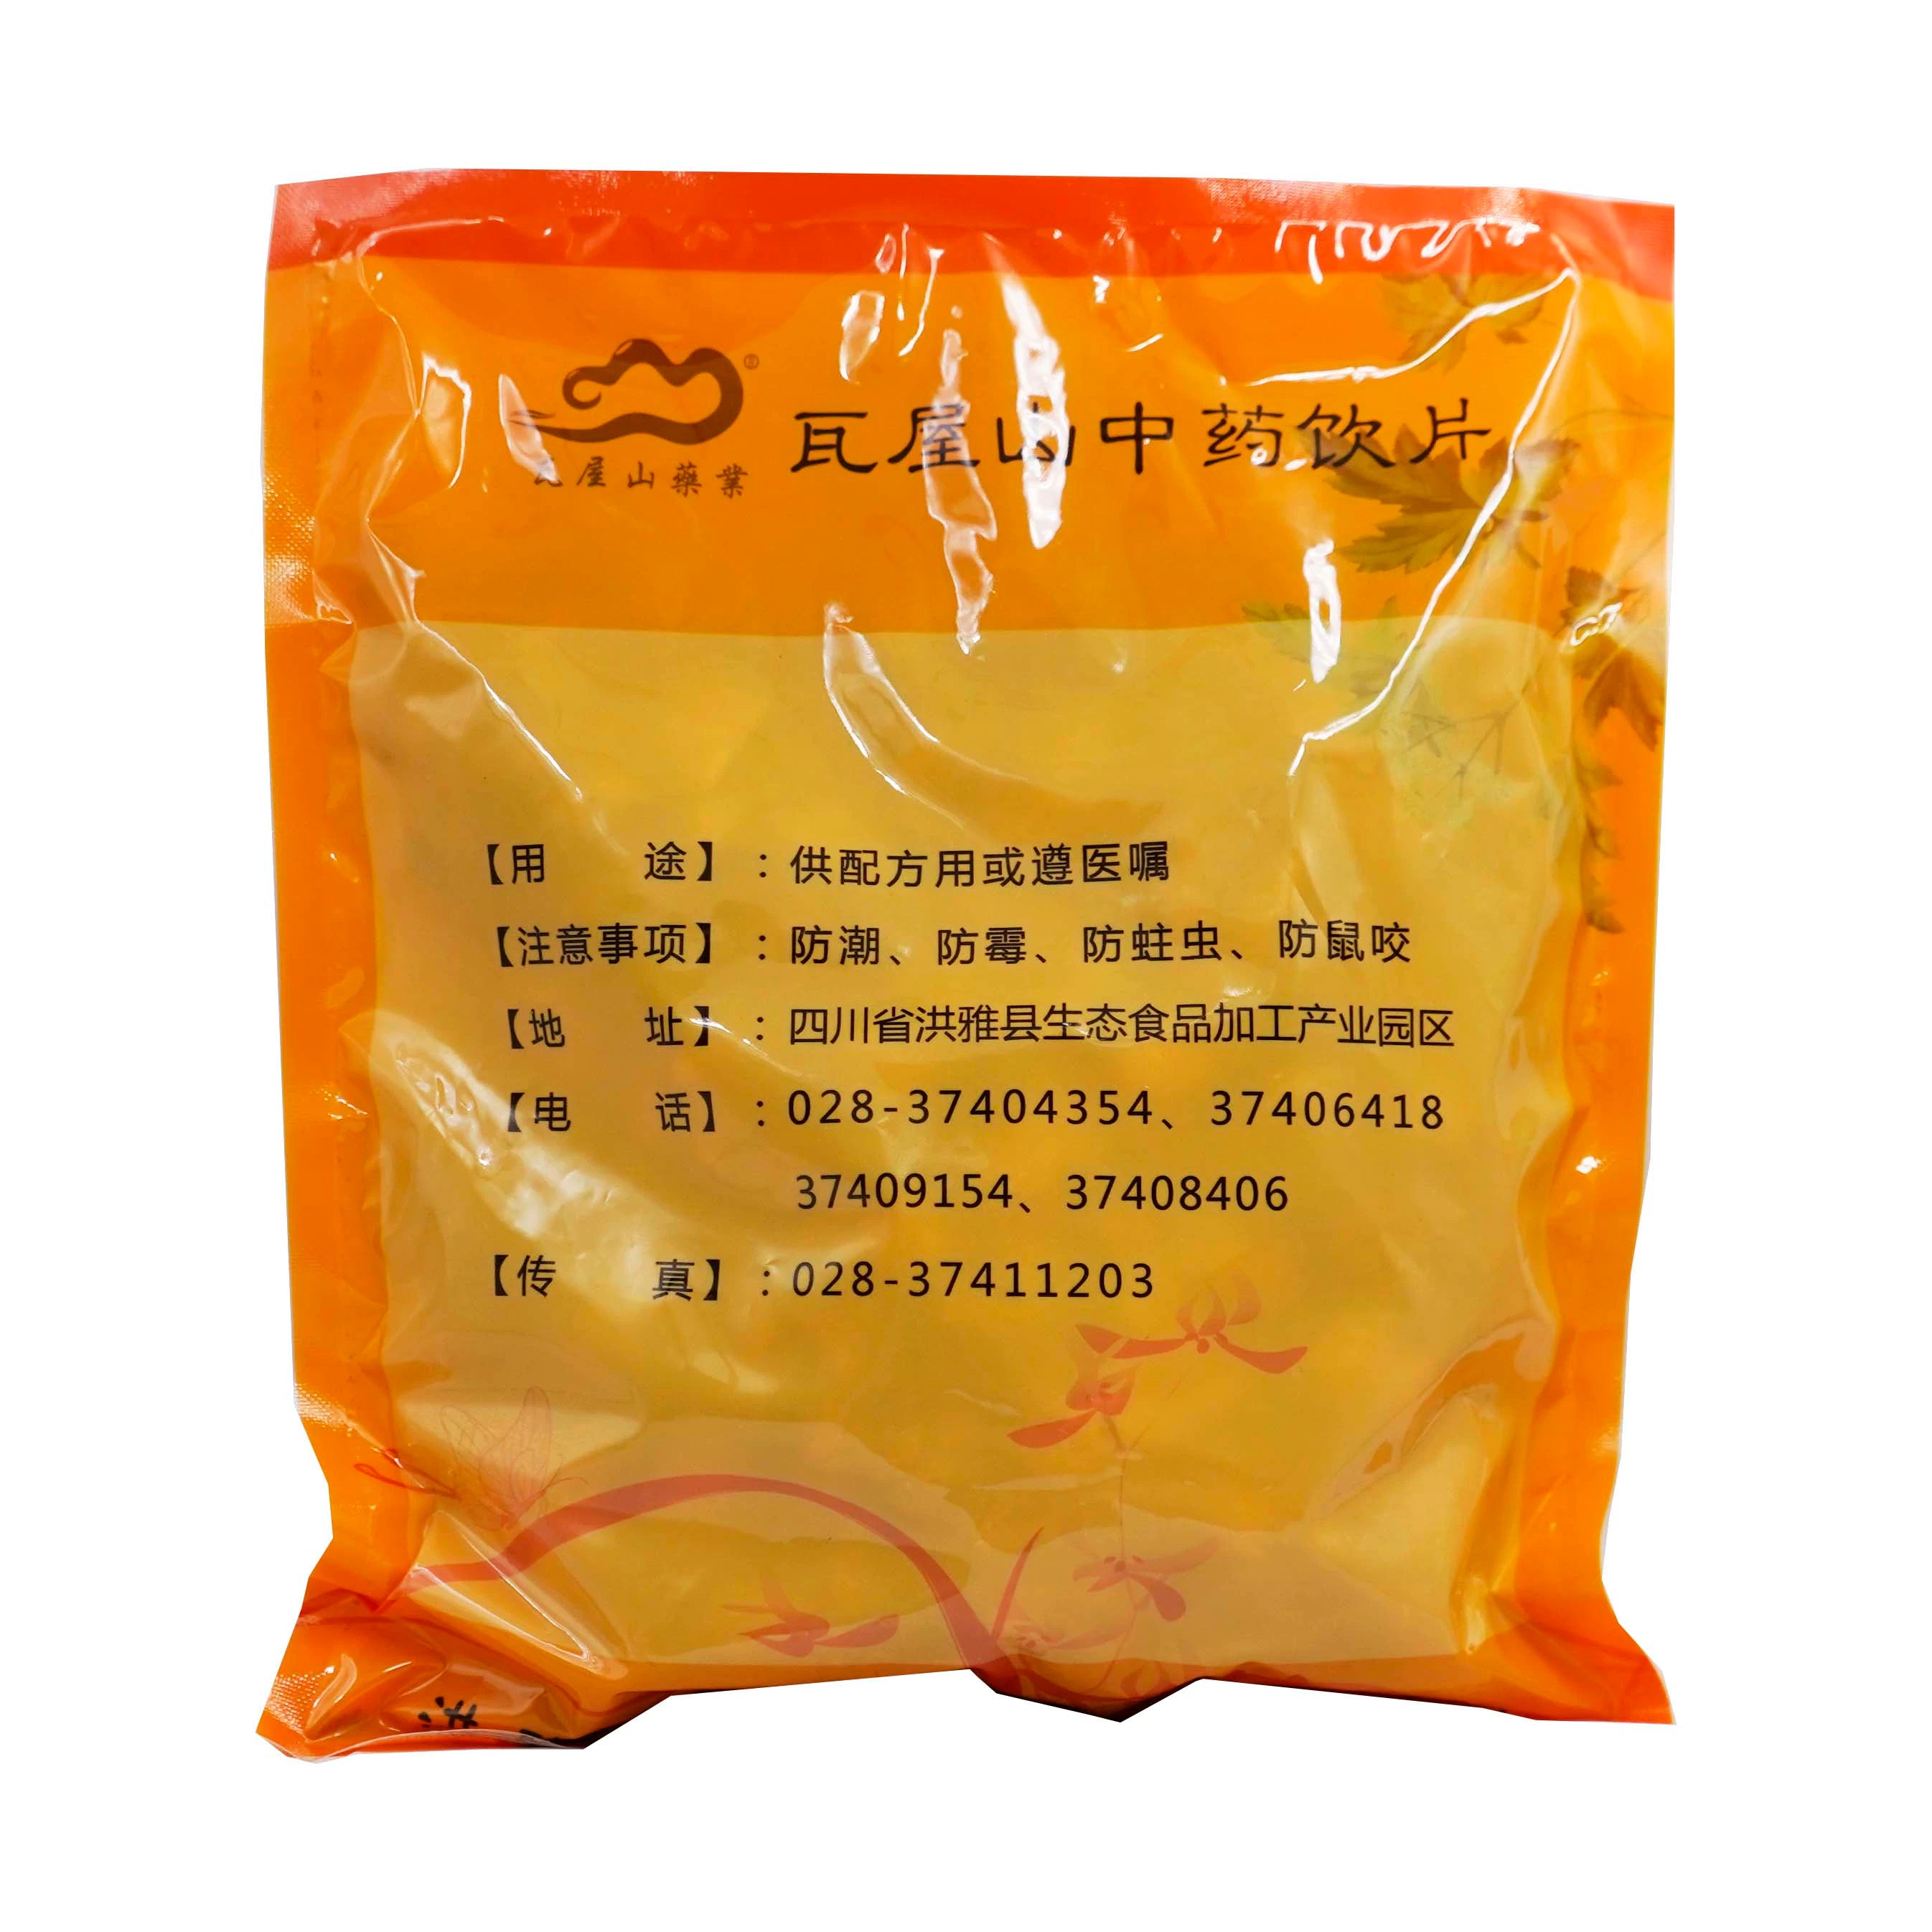 瓦屋山藥業
瓦屋山中药饮片
【用 途】:供配方用或遵医嘱
【注意事项】:防潮、防霉、防蛀虫、防鼠咬
【地 址】:四川省洪雅县生态食品加工产业园区
【电 话】:028-37404354、37406418
37409154、37408406
【传 真】:028-37411203